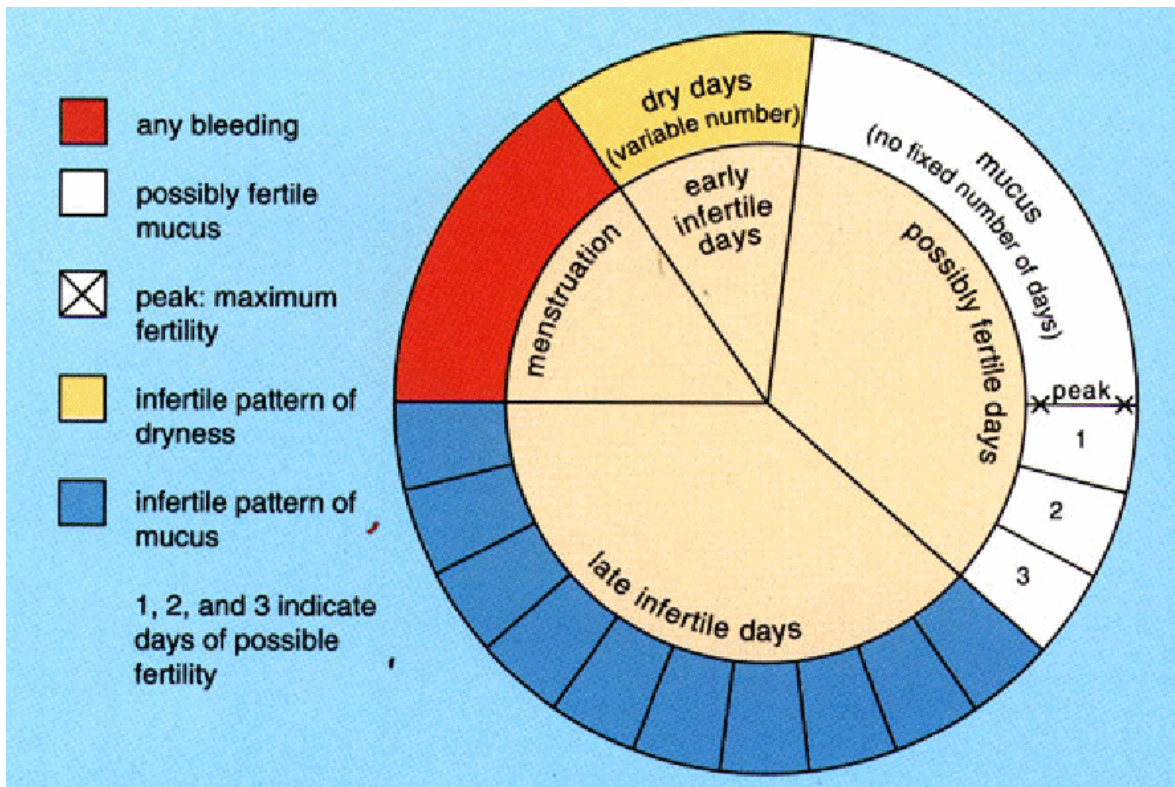 any bleeding
possibly fertile
mucus
peak: maximum
fertility
infertile pattern of
dryness
infertile pattern of
mucus
1, 2, and 3 indicate
days of possible
fertility
dry days
(variable number)
early
infertile
days
menstruation
mucus
(no fixed number of days)
possibly fertile days
peak
1
2
3
late infertile days